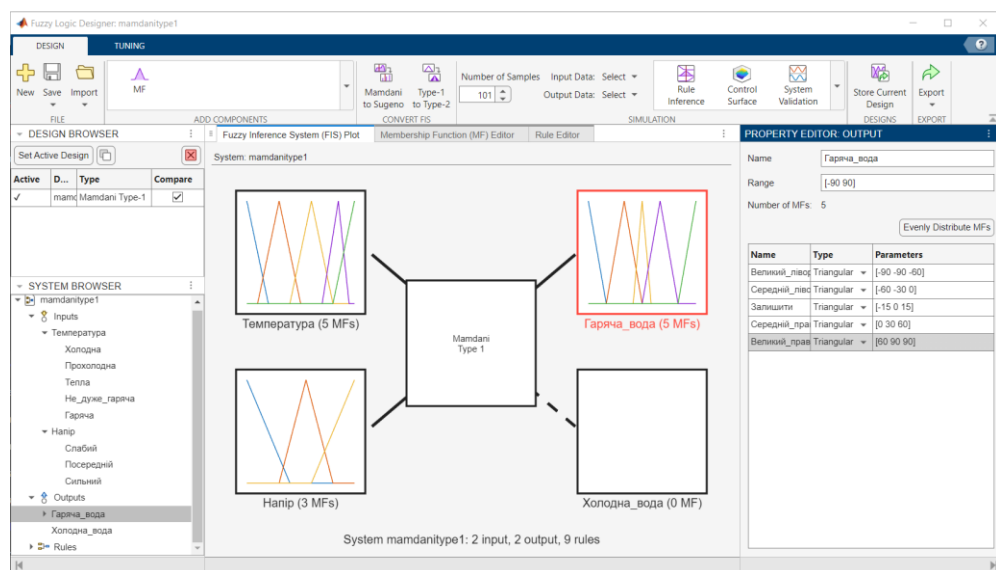 Fuzzy Logic Designer: mamdanitype1
DESIGN TUNING
New Save Import
MF
Mamdani to Sugeno
Type-1 to Type-2
Number of Samples
101
Input Data: Select
Output Data: Select
Rule Inference
Control Surface
System Validation
Store Current Design
Export
FILE ADD COMPONENTS CONVERT FIS SIMULATION DESIGNS EXPORT
DESIGN BROWSER
Set Active Design
Active D... Type Compare
mamd Mamdani Type-1
SYSTEM BROWSER
mamdanitype1
Inputs
Температура
Холодна
Прохолодна
Тепла
Не_дуже_гаряча
Гаряча
Напір
Слабий
Посередній
Сильний
Outputs
Гаряча_вода
Холодна_вода
Rules
Fuzzy Inference System (FIS) Plot Membership Function (MF) Editor Rule Editor
System: mamdanitype1
Температура (5 MFs)
Гаряча_вода (5 MFs)
Mamdani
Type 1
Напір (3 MFs)
Холодна_вода (0 MF)
System mamdanitype1: 2 input, 2 output, 9 rules
PROPERTY EDITOR: OUTPUT
Name Гаряча_вода
Range [-90 90]
Number of MFs: 5
Evenly Distribute MFs
Name Type Parameters
Великий_ліво Triangular [-90 -90 -60]
Середній_ліво Triangular [-60 -30 0]
Залишити Triangular [-15 0 15]
Середній_пра Triangular [0 30 60]
Великий_прав Triangular [60 90 90]